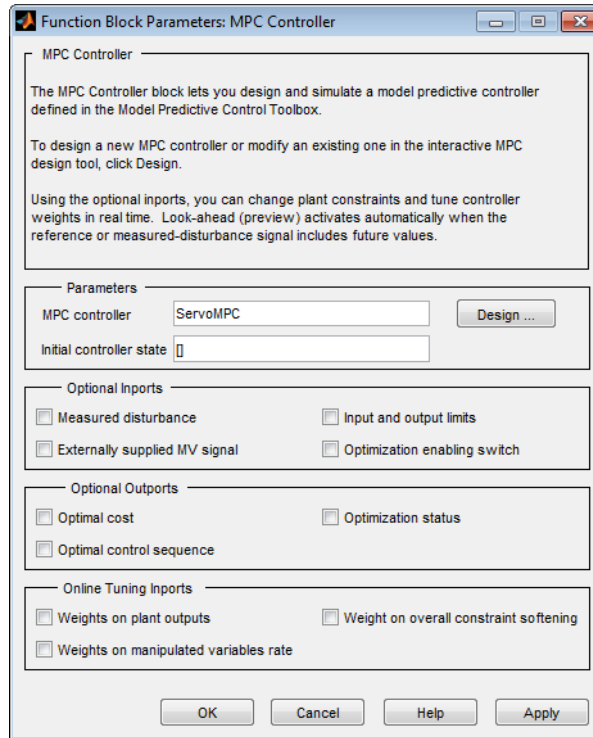 Function Block Parameters: MPC Controller
MPC Controller
The MPC Controller block lets you design and simulate a model predictive controller
defined in the Model Predictive Control Toolbox.
To design a new MPC controller or modify an existing one in the interactive MPC
design tool, click Design.
Using the optional inports, you can change plant constraints and tune controller
weights in real time.  Look-ahead (preview) activates automatically when the
reference or measured-disturbance signal includes future values.
Parameters
MPC controller ServoMPC Design ...
Initial controller state []
Optional Inports
Measured disturbance Input and output limits
Externally supplied MV signal Optimization enabling switch
Optional Outports
Optimal cost Optimization status
Optimal control sequence
Online Tuning Inports
Weights on plant outputs Weight on overall constraint softening
Weights on manipulated variables rate
OK Cancel Help Apply